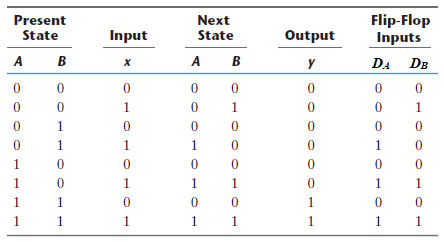 Present State Input Next State Output Flip-Flop Inputs
A B x A B y DA DB
0 0 0 0 0 0 0 0
0 0 1 0 1 0 0 1
0 1 0 0 0 0 0 0
0 1 1 1 0 0 1 0
1 0 0 0 0 0 0 0
1 0 1 1 1 0 1 1
1 1 0 0 0 1 0 0
1 1 1 1 1 1 1 1